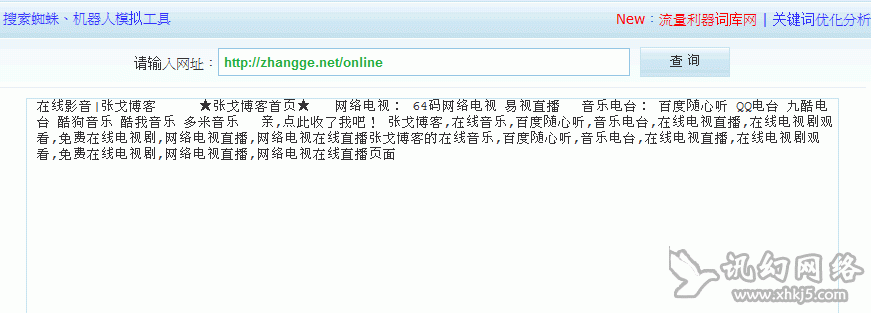 搜索蜘蛛、机器人模拟工具 New：流量利器词库网 | 关键词优化分析
请输入网址： http://zhangge.net/online 查 询
在线影音|张戈博客 ★张戈博客首页★ 网络电视： 64码网络电视 易视直播 音乐电台： 百度随心听 QQ电台 九酷电
台 酷狗音乐 酷我音乐 多米音乐 亲,点此收了我吧！ 张戈博客,在线音乐,百度随心听,音乐电台,在线电视直播,在线电视剧观
看,免费在线电视剧,网络电视直播,网络电视在线直播张戈博客的在线音乐,百度随心听,音乐电台,在线电视直播,在线电视剧观
看,免费在线电视剧,网络电视直播,网络电视在线直播页面
讯幻网络
www.xhkj5.com